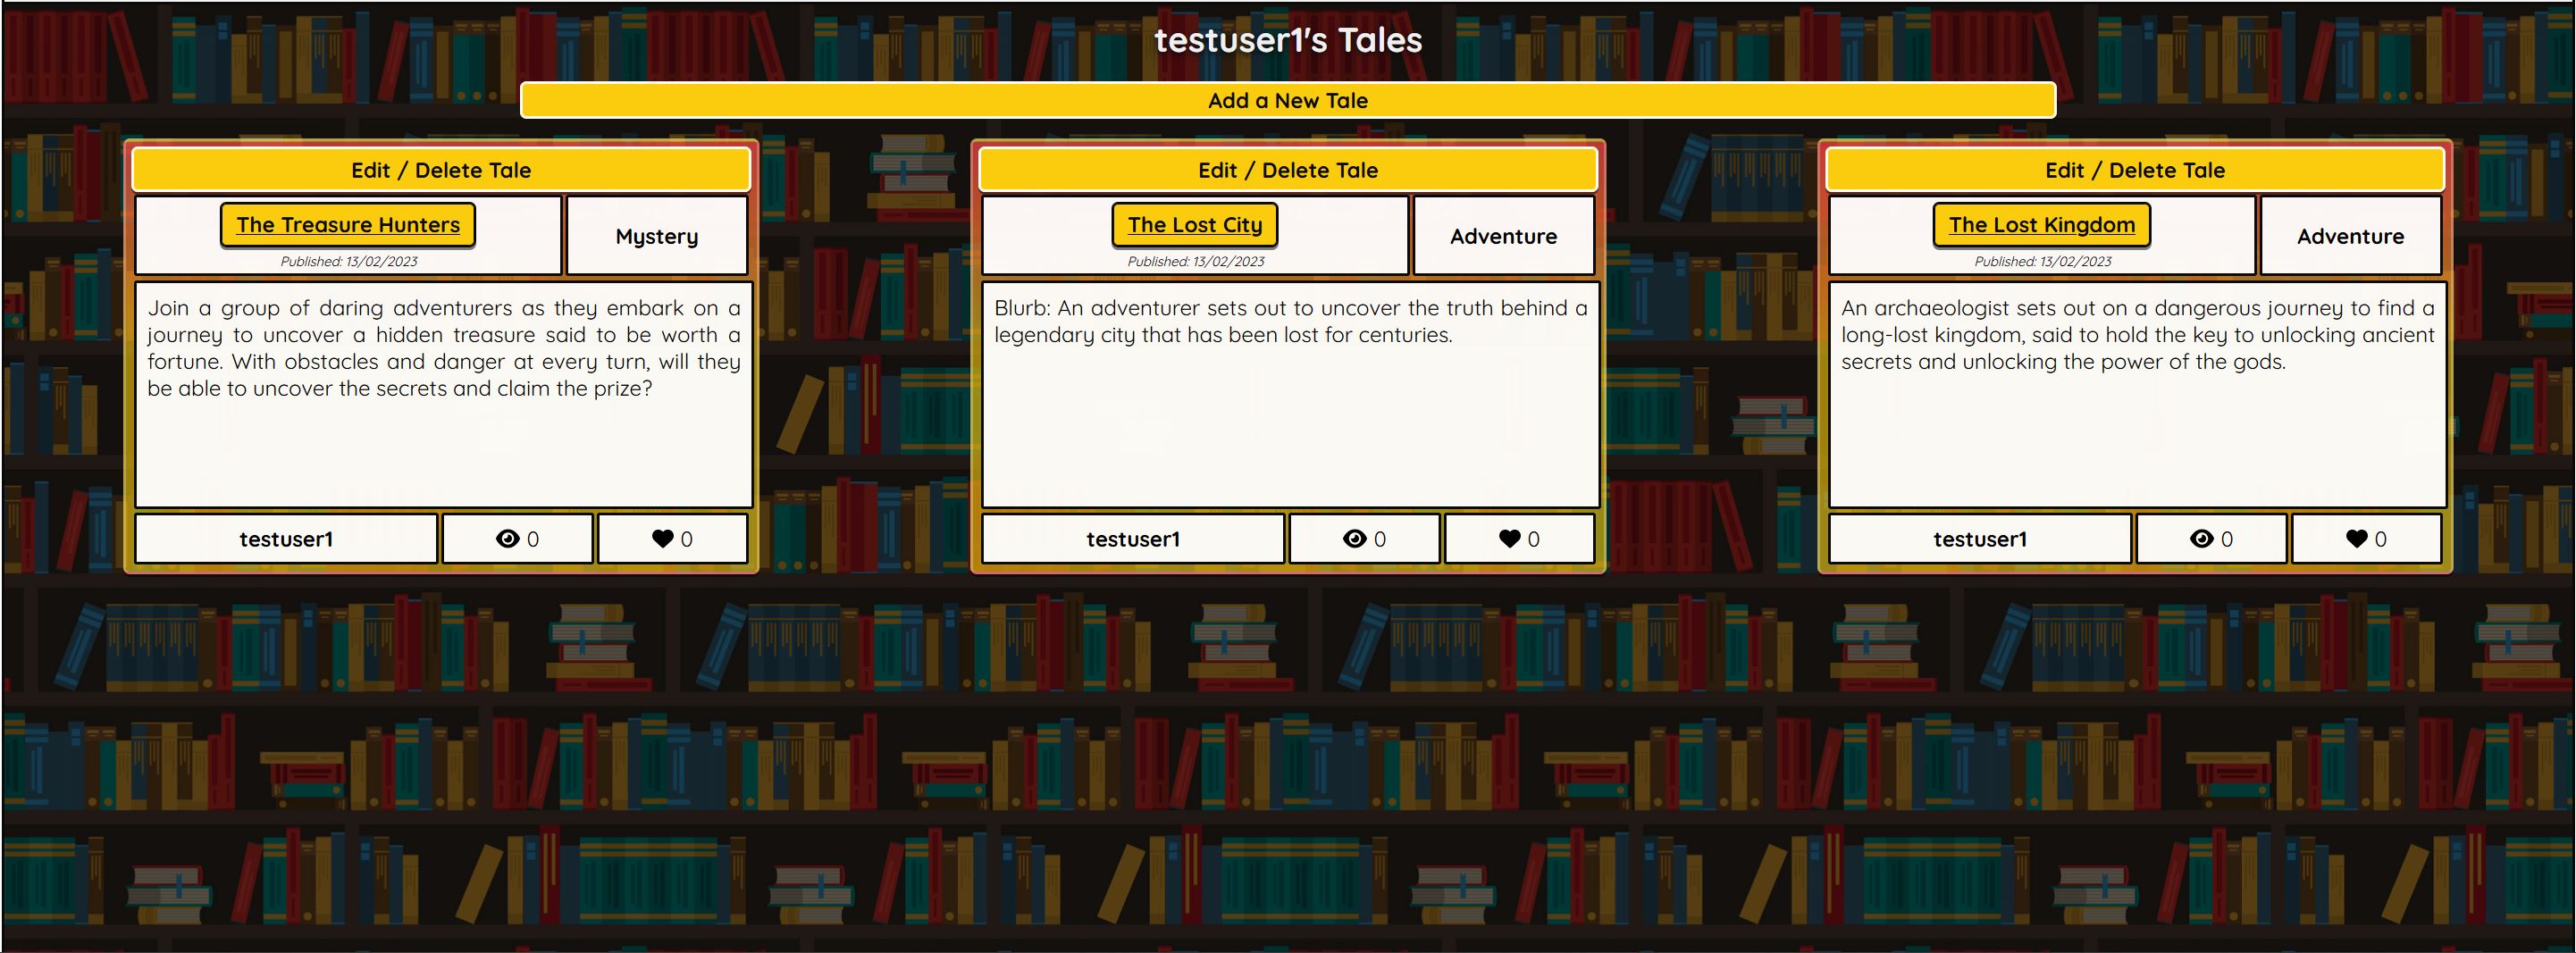 testuser1's Tales
Add a New Tale
Edit / Delete Tale
The Treasure Hunters
Published: 13/02/2023
Mystery
Join a group of daring adventurers as they embark on a
journey to uncover a hidden treasure said to be worth a
fortune. With obstacles and danger at every turn, will they
be able to uncover the secrets and claim the prize?
testuser1
0
0
Edit / Delete Tale
The Lost City
Published: 13/02/2023
Adventure
Blurb: An adventurer sets out to uncover the truth behind a
legendary city that has been lost for centuries.
testuser1
0
0
Edit / Delete Tale
The Lost Kingdom
Published: 13/02/2023
Adventure
An archaeologist sets out on a dangerous journey to find a
long-lost kingdom, said to hold the key to unlocking ancient
secrets and unlocking the power of the gods.
testuser1
0
0